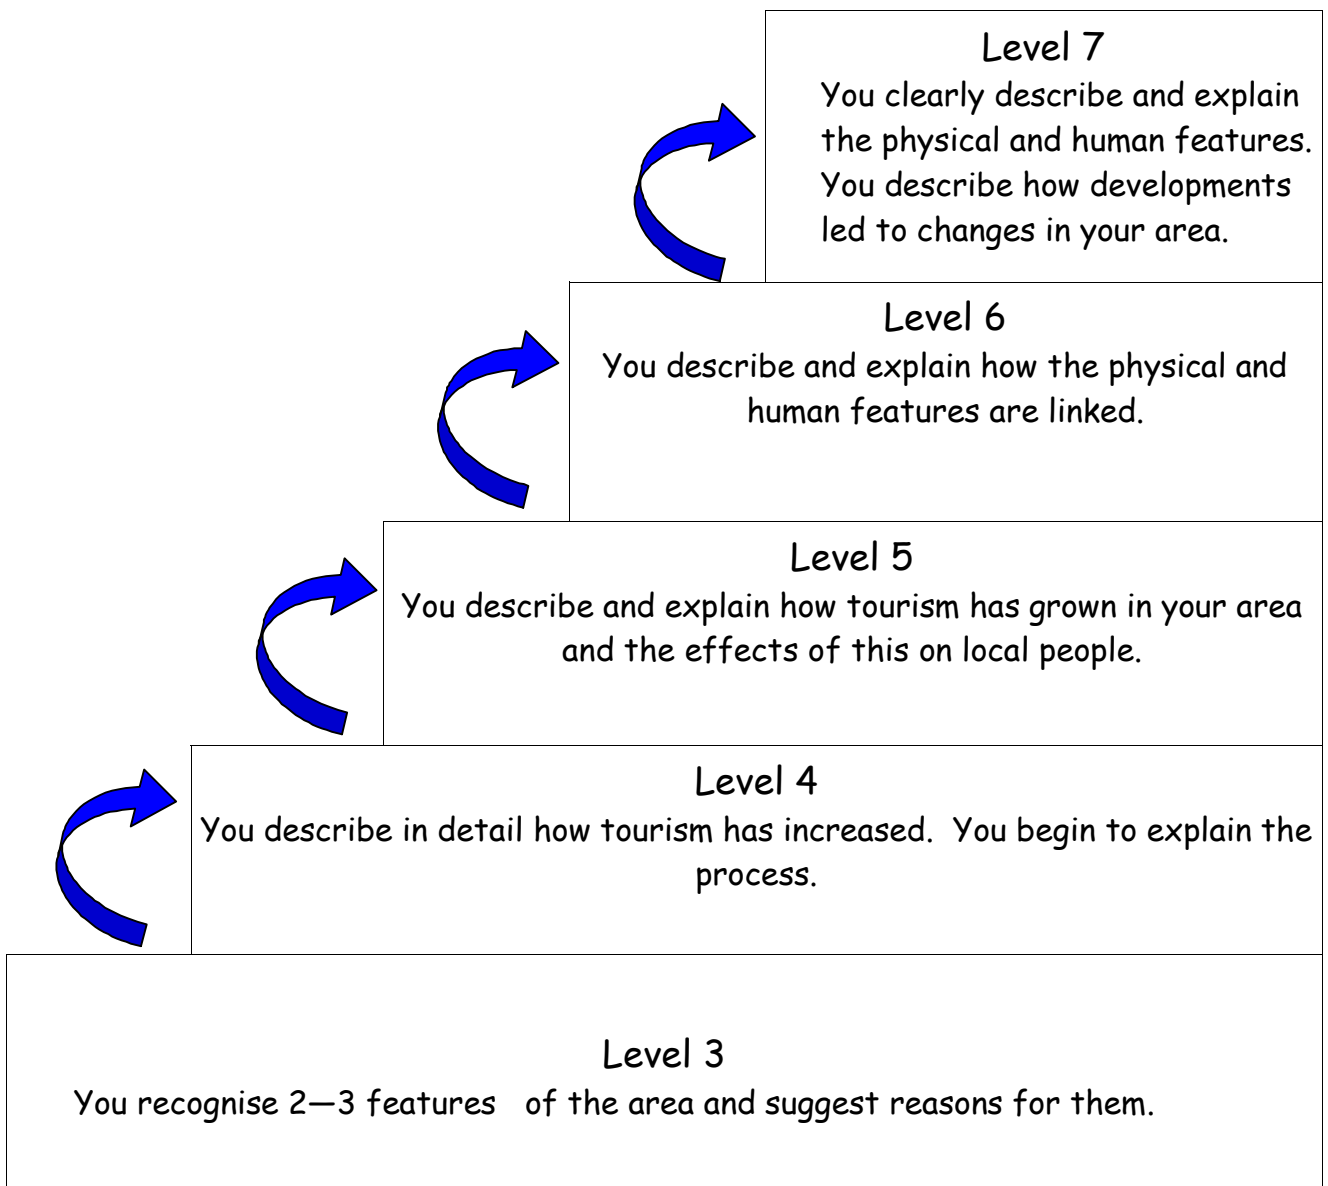 Level 7
You clearly describe and explain
the physical and human features.
You describe how developments
led to changes in your area.
Level 6
You describe and explain how the physical and
human features are linked.
Level 5
You describe and explain how tourism has grown in your area
and the effects of this on local people.
Level 4
You describe in detail how tourism has increased.  You begin to explain the
process.
Level 3
You recognise 2—3 features   of the area and suggest reasons for them.